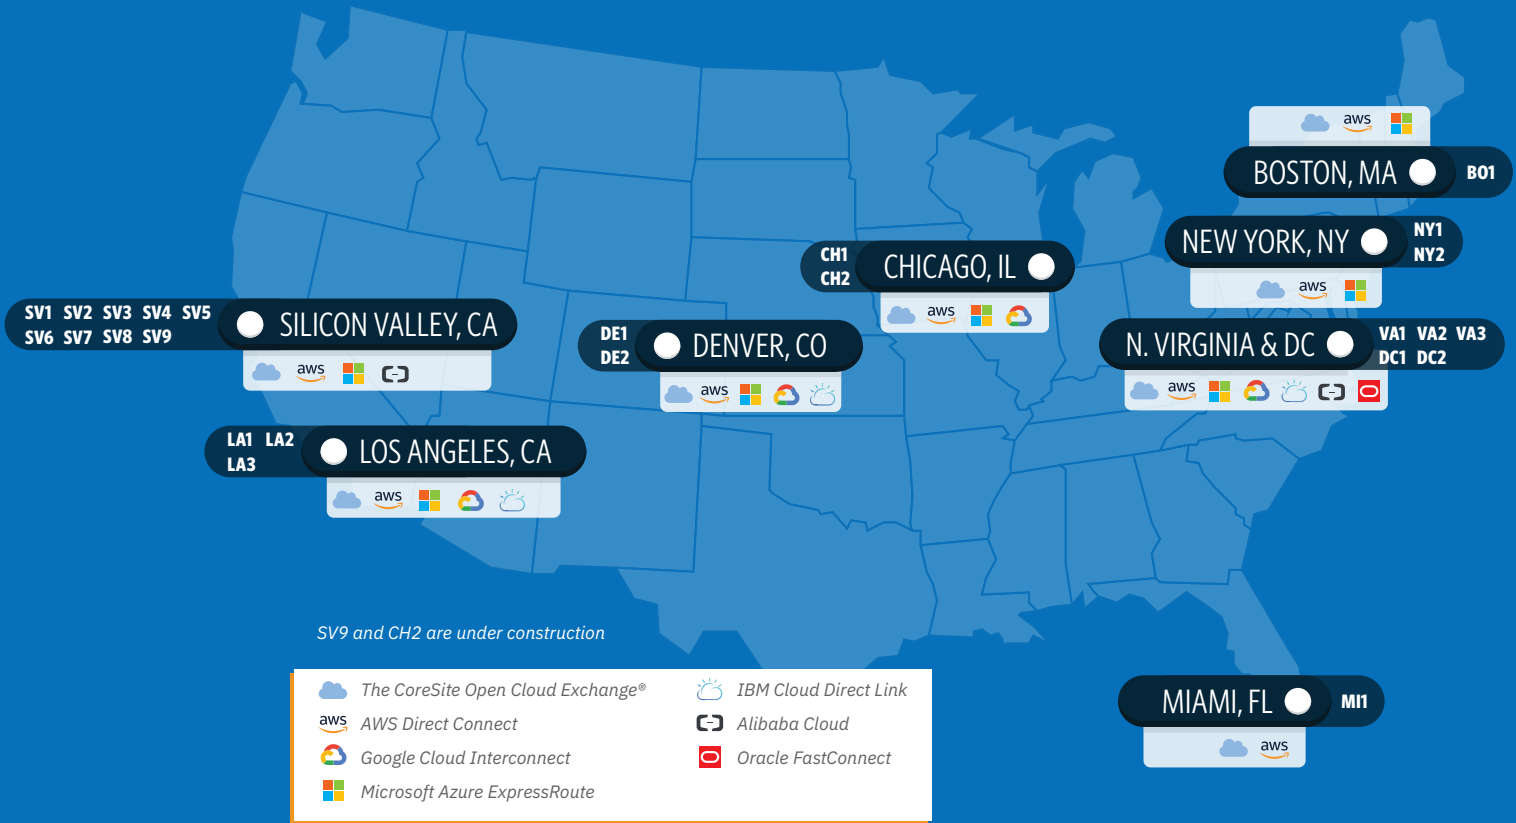 aws
BOSTON, MA
BO1
NEW YORK, NY
NY1
NY2
aws
CH1
CH2
CHICAGO, IL
aws
SV1 SV2 SV3 SV4 SV5
SV6 SV7 SV8 SV9
SILICON VALLEY, CA
aws
DE1
DE2
DENVER, CO
aws
N. VIRGINIA & DC
VA1 VA2 VA3
DC1 DC2
aws
LA1 LA2
LA3
LOS ANGELES, CA
aws
SV9 and CH2 are under construction
The CoreSite Open Cloud Exchange®
aws AWS Direct Connect
Google Cloud Interconnect
Microsoft Azure ExpressRoute
IBM Cloud Direct Link
Alibaba Cloud
Oracle FastConnect
MIAMI, FL
MI1
aws